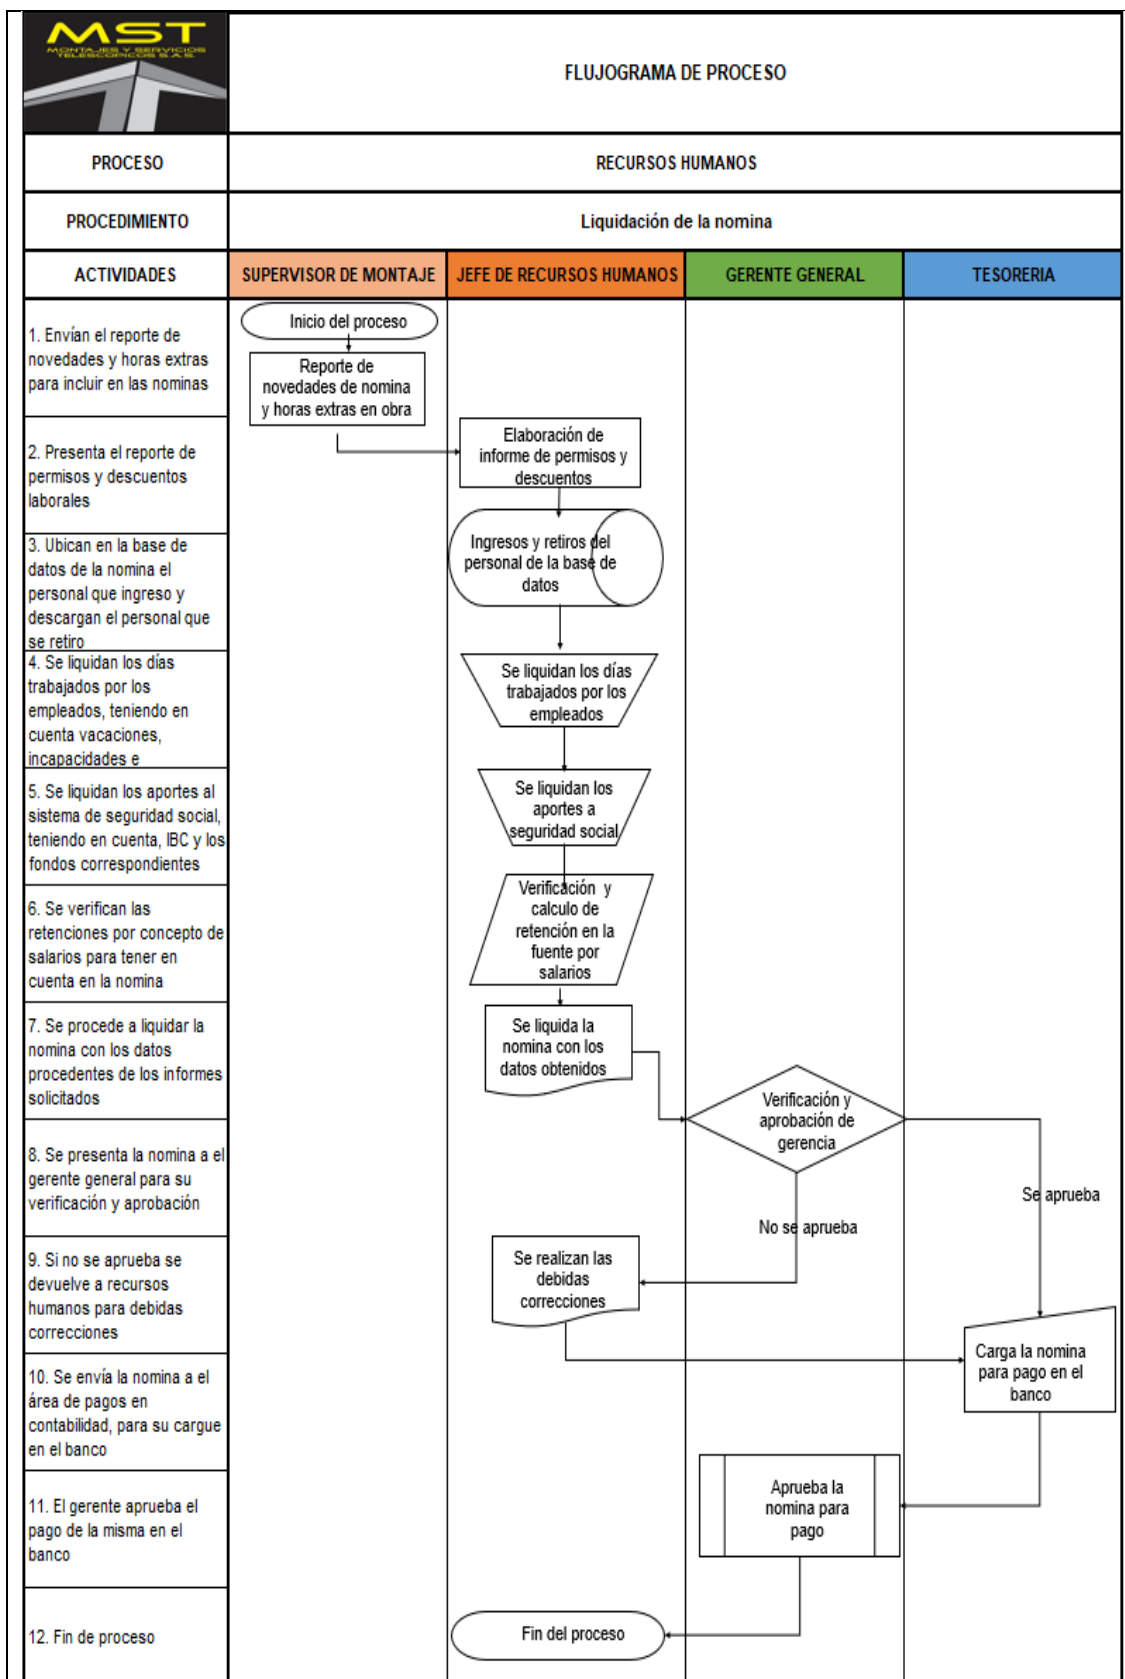 MST
MONTAJES Y SERVICIOS
TELESCOPICOS S.A.S.
FLUJOGRAMA DE PROCESO
PROCESO
RECURSOS HUMANOS
PROCEDIMIENTO
Liquidación de la nomina
ACTIVIDADES
SUPERVISOR DE MONTAJE
JEFE DE RECURSOS HUMANOS
GERENTE GENERAL
TESORERIA
1. Envían el reporte de
novedades y horas extras
para incluir en las nominas
Inicio del proceso
Reporte de
novedades de nomina
y horas extras en obra
2. Presenta el reporte de
permisos y descuentos
laborales
Elaboración de
informe de permisos y
descuentos
3. Ubican en la base de
datos de la nomina el
personal que ingreso y
descargan el personal que
se retiro
Ingresos y retiros del
personal de la base de
datos
4. Se liquidan los días
trabajados por los
empleados, teniendo en
cuenta vacaciones,
incapacidades e
Se liquidan los días
trabajados por los
empleados
5. Se liquidan los aportes al
sistema de seguridad social,
teniendo en cuenta, IBC y los
fondos correspondientes
Se liquidan los
aportes a
seguridad social
6. Se verifican las
retenciones por concepto de
salarios para tener en
cuenta en la nomina
Verificación y
calculo de
retención en la
fuente por
salarios
7. Se procede a liquidar la
nomina con los datos
procedentes de los informes
solicitados
Se liquida la
nomina con los
datos obtenidos
Verificación y
aprobación de
gerencia
8. Se presenta la nomina a el
gerente general para su
verificación y aprobación
Se aprueba
No se aprueba
9. Si no se aprueba se
devuelve a recursos
humanos para debidas
correcciones
Se realizan las
debidas
correcciones
10. Se envía la nomina a el
área de pagos en
contabilidad, para su cargue
en el banco
Carga la nomina
para pago en el
banco
11. El gerente aprueba el
pago de la misma en el
banco
Aprueba la
nomina para
pago
12. Fin de proceso
Fin del proceso